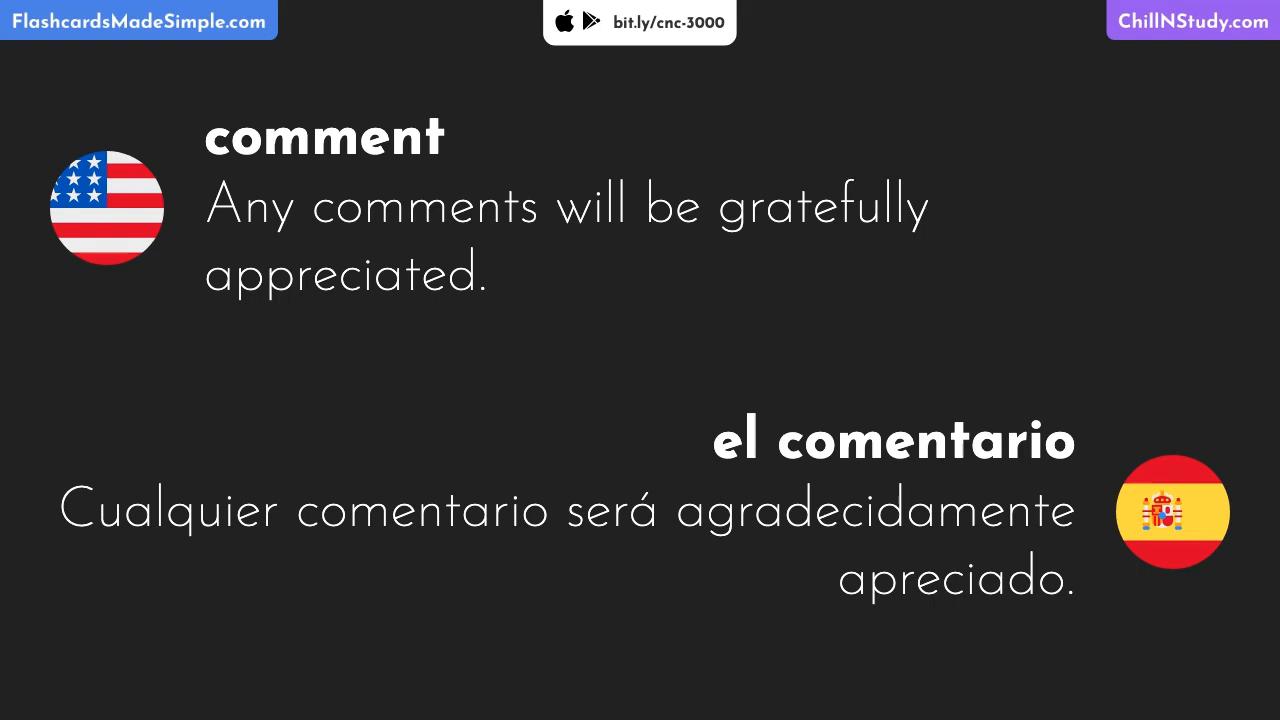 FlashcardsMadeSimple.com
bit.ly/cnc-3000
ChillNStudy.com
comment
Any comments will be gratefully
appreciated.
el comentario
Cualquier comentario será agradecidamente
apreciado.